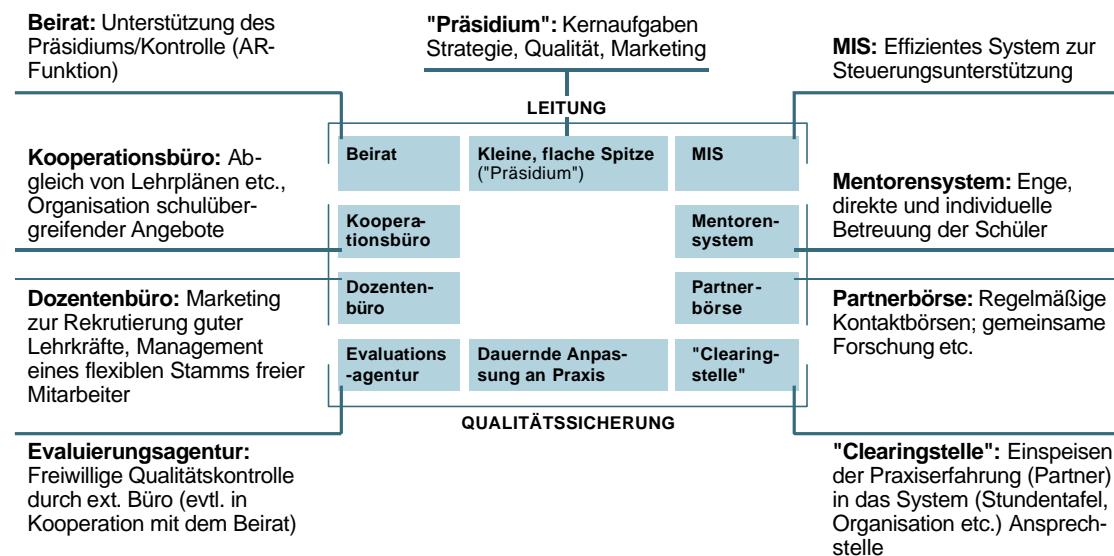 Beirat: Unterstützung des
Präsidiums/Kontrolle (AR-
Funktion)
"Präsidium": Kernaufgaben
Strategie, Qualität, Marketing
MIS: Effizientes System zur
Steuerungsunterstützung
LEITUNG
Kooperationsbüro: Ab-
gleich von Lehrplänen etc.,
Organisation schulüber-
greifender Angebote
Beirat
Kleine, flache Spitze
("Präsidium")
MIS
Mentorensystem: Enge,
direkte und individuelle
Betreuung der Schüler
Koopera-
tionsbüro
Mentoren-
system
Dozentenbüro: Marketing
zur Rekrutierung guter
Lehrkräfte, Management
eines flexiblen Stamms freier
Mitarbeiter
Dozenten-
büro
Partner-
börse
Partnerbörse: Regelmäßige
Kontaktbörsen; gemeinsame
Forschung etc.
Evaluations
-agentur
Dauernde Anpas-
sung an Praxis
"Clearing-
stelle"
QUALITÄTSSICHERUNG
Evaluierungsagentur:
Freiwillige Qualitätskontrolle
durch ext. Büro (evtl. in
Kooperation mit dem Beirat)
"Clearingstelle": Einspeisen
der Praxiserfahrung (Partner)
in das System (Stundentafel,
Organisation etc.) Ansprech-
stelle